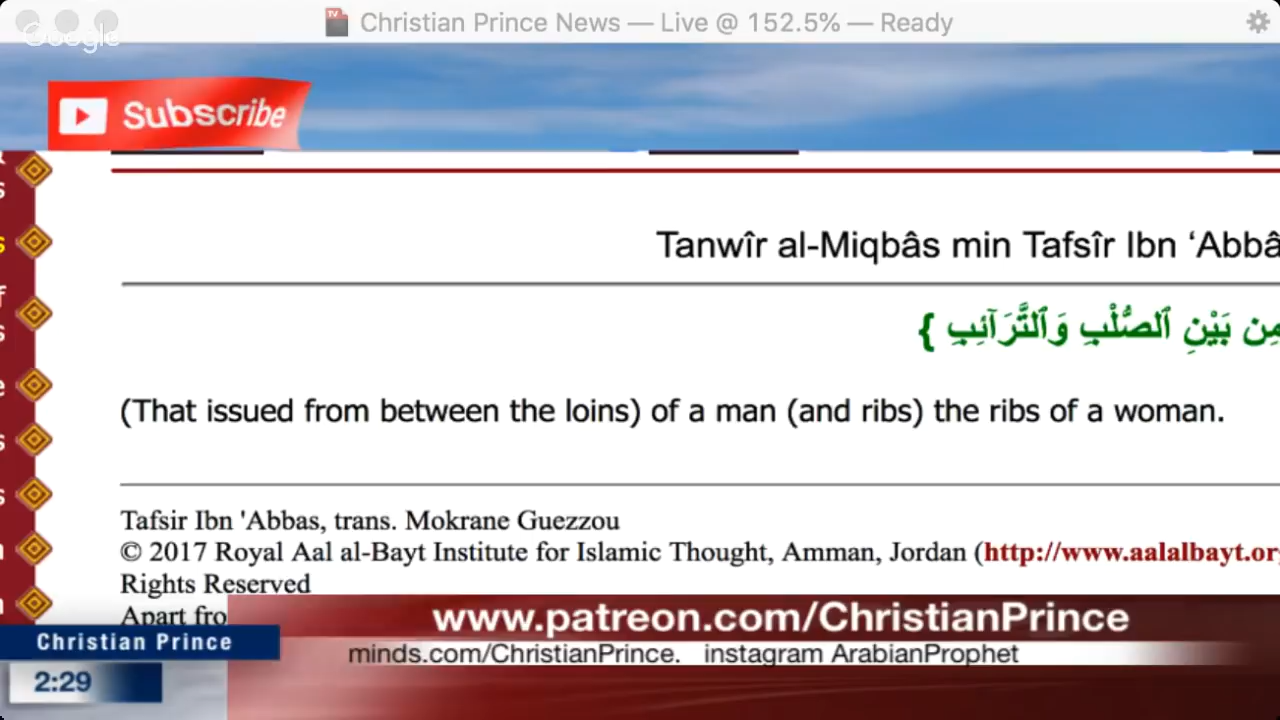 Christian Prince News — Live @ 152.5% — Ready
Google
Subscribe
Tanwîr al-Miqbâs min Tafsîr Ibn ‘Abbâ
مِن بَيْنِ ٱلصُّلْبِ وَٱلتَّرَآئِبِ }
(That issued from between the loins) of a man (and ribs) the ribs of a woman.
Tafsir Ibn 'Abbas, trans. Mokrane Guezzou
© 2017 Royal Aal al-Bayt Institute for Islamic Thought, Amman, Jordan (http://www.aalalbayt.or
Rights Reserved
Apart fro
www.patreon.com/ChristianPrince
Christian Prince
minds.com/ChristianPrince. instagram ArabianProphet
2:29